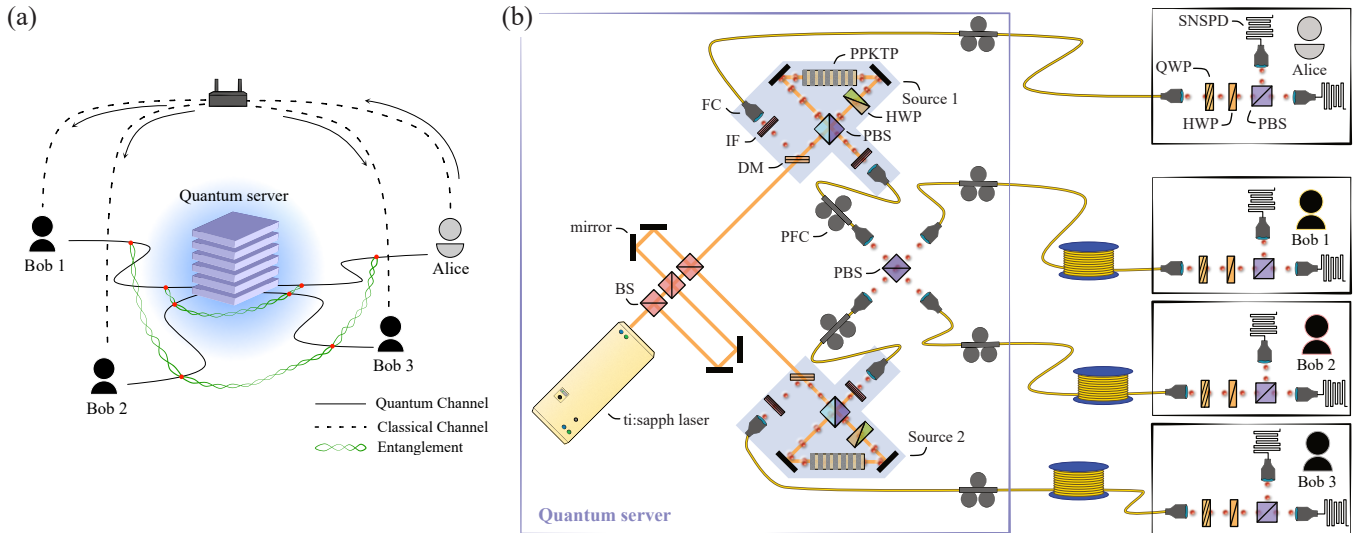 (a)
Quantum server
Bob 1
Alice
Bob 2
Bob 3
Quantum Channel
Classical Channel
Entanglement
(b)
PPKTP
Source 1
FC
HWP
IF
PBS
DM
mirror
PFC
BS
PBS
ti:sapph laser
Source 2
Quantum server
SNSPD
Alice
QWP
HWP
PBS
Bob 1
Bob 2
Bob 3